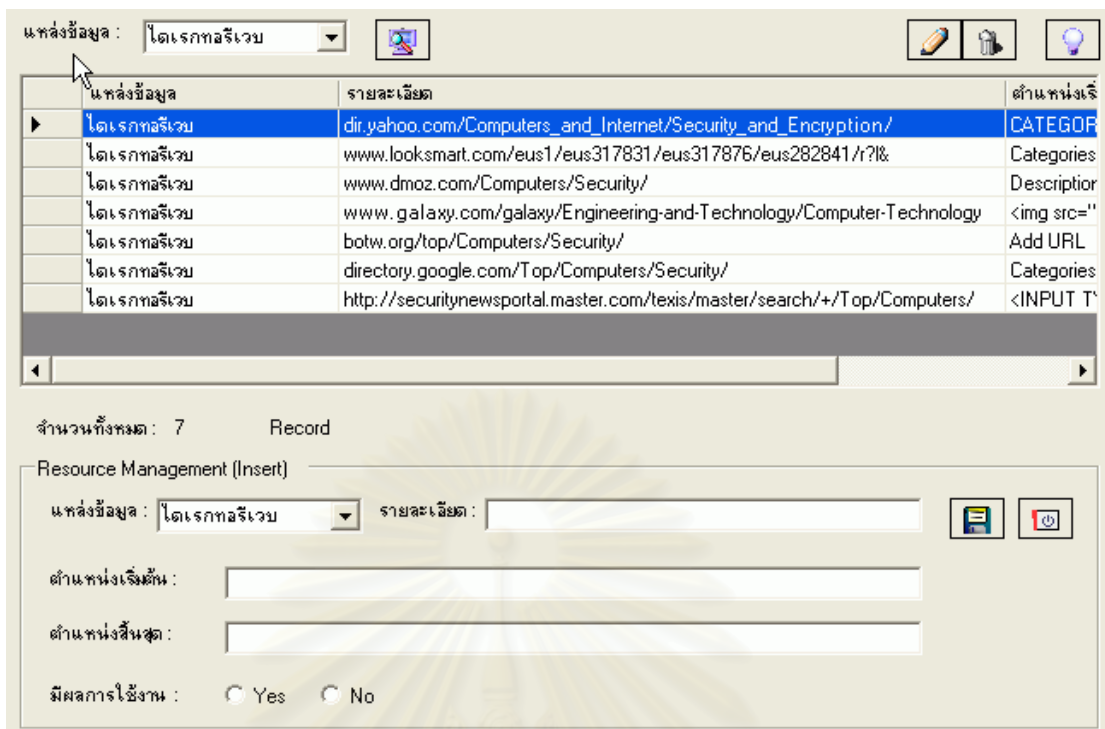 แหล่งข้อมูล : ไดเรกทอรีเวบ
แหล่งข้อมูล รายละเอียด ตำแหน่งเริ่
ไดเรกทอรีเวบ dir.yahoo.com/Computers_and_Internet/Security_and_Encryption/ CATEGOR
ไดเรกทอรีเวบ www.looksmart.com/eus1/eus317831/eus317876/eus282841/r?l& Categories
ไดเรกทอรีเวบ www.dmoz.com/Computers/Security/ Description
ไดเรกทอรีเวบ www.galaxy.com/galaxy/Engineering-and-Technology/Computer-Technology <img src="
ไดเรกทอรีเวบ botw.org/top/Computers/Security/ Add URL
ไดเรกทอรีเวบ directory.google.com/Top/Computers/Security/ Categories
ไดเรกทอรีเวบ http://securitynewsportal.master.com/texis/master/search/+/Top/Computers/ <INPUT TY
จำนวนทั้งหมด : 7 Record
Resource Management (Insert)
แหล่งข้อมูล : ไดเรกทอรีเวบ รายละเอียด :
ตำแหน่งเริ่มต้น :
ตำแหน่งสิ้นสุด :
มีผลการใช้งาน : Yes No